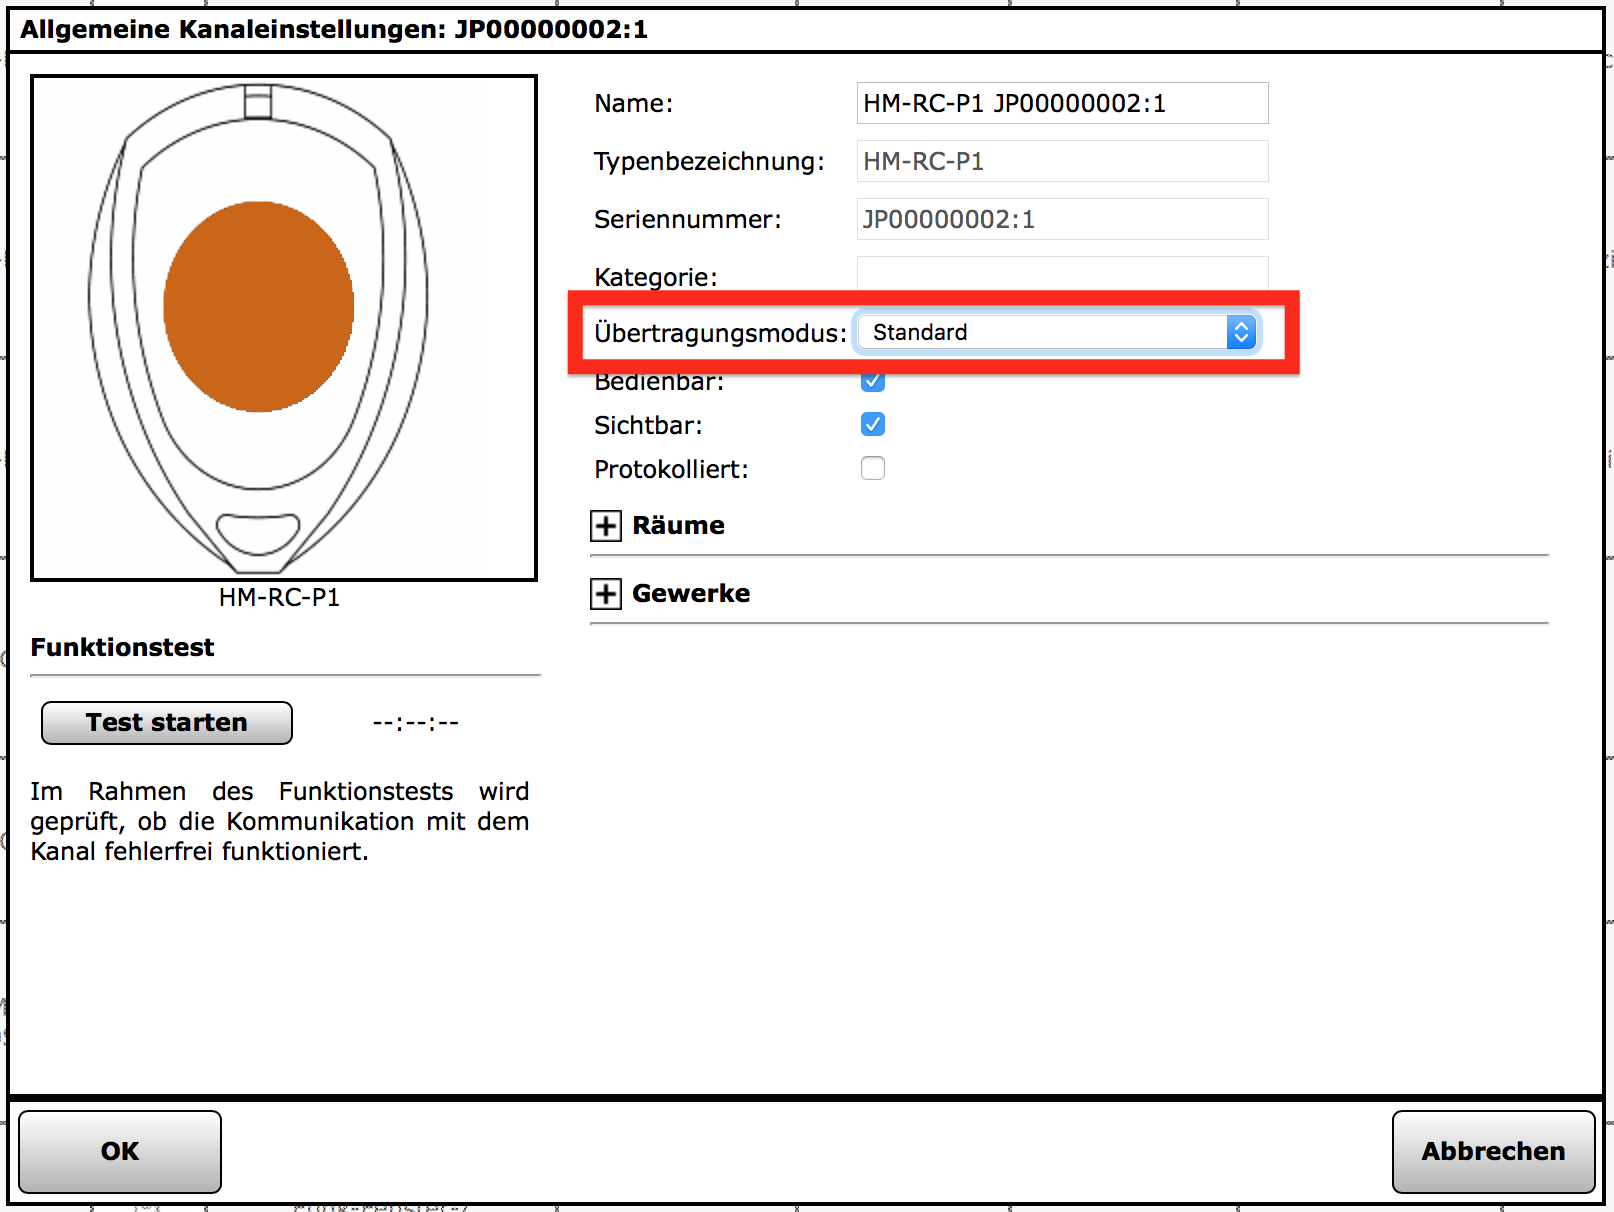 Allgemeine Kanaleinstellungen: JP00000002:1
Name: HM-RC-P1 JP00000002:1
Typenbezeichnung: HM-RC-P1
Seriennummer: JP00000002:1
Kategorie:
Übertragungsmodus: Standard
Bedienbar:
Sichtbar:
Protokolliert:
Räume
Gewerke
HM-RC-P1
Funktionstest
Test starten --:--:--
Im Rahmen des Funktionstests wird
geprüft, ob die Kommunikation mit dem
Kanal fehlerfrei funktioniert.
OK
Abbrechen